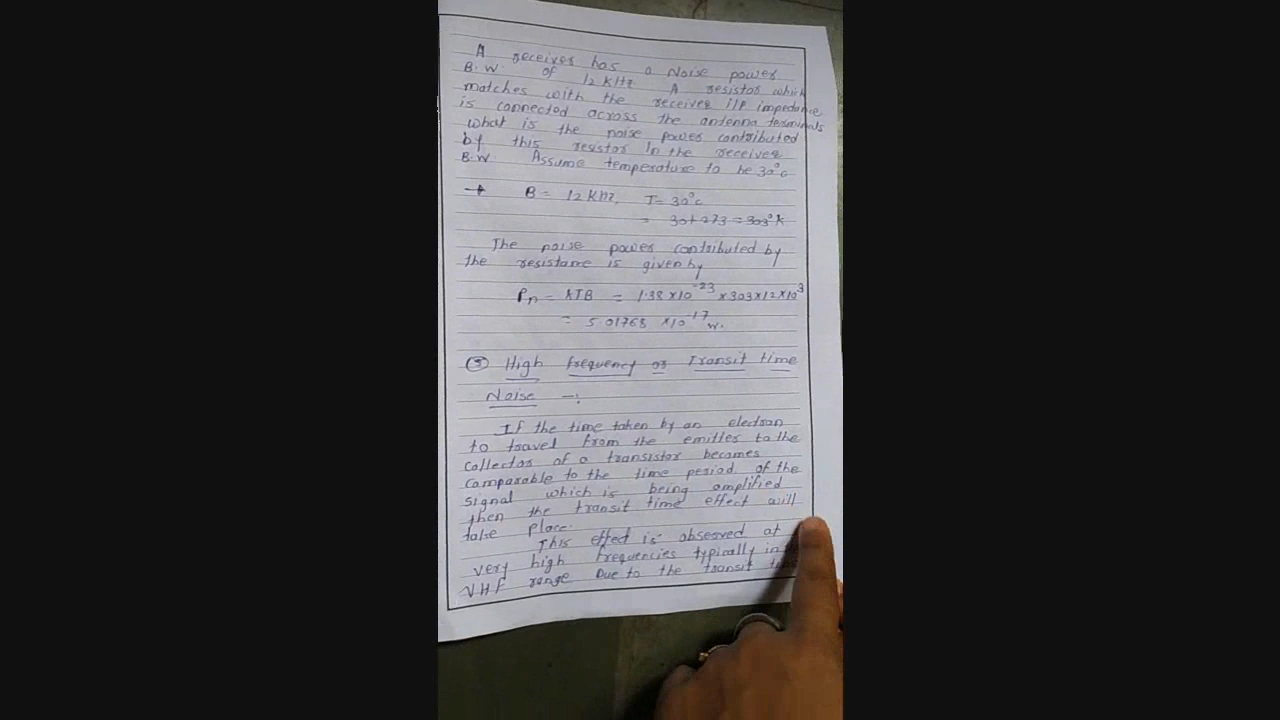 A receiver has a Noise power
B.W. of 12 KHz A resistor which
matches with the receiver I/P impedance
is connected across the antenna terminals
what is the noise power contributed
by this resistor In the receiver
B.W. Assume temperature to be 30°c
→ B = 12 KHz, T = 30°c
= 30+273 = 303°k
The noise power contributed by
the resistance is given by
Pn = KTB = 1.38 x10⁻²³ x303x12x10³
= 5.01768 x10⁻¹⁷ w.
③ High frequency or Transit time
Noise -:
If the time taken by an electron
to travel from the emitter to the
collector of a transistor becomes
comparable to the time period of the
signal which is being amplified
then the transit time effect will
take place.
This effect is observed at
very high frequencies typically in
VHF range Due to the transit